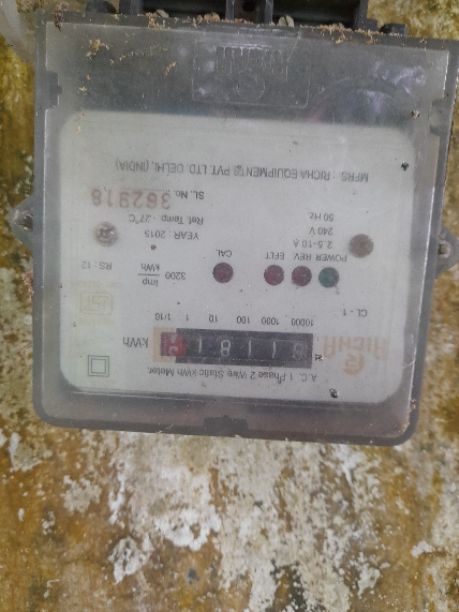 A.C. 1 Phase 2 Wire Static kWh Meter.
RICHA
kWh
10000 1000 100 10 1 1/10
CL - 1
3200 Imp/kWh
CAL
POWER REV. EFLT
RS : 12
2.5-10 A
240 V
50 Hz
YEAR : 2015
Ref. Temp - 27°C
SL. No. 362918
MFRS : RICHA EQUIPMENTS PVT. LTD. DELHI, (INDIA)